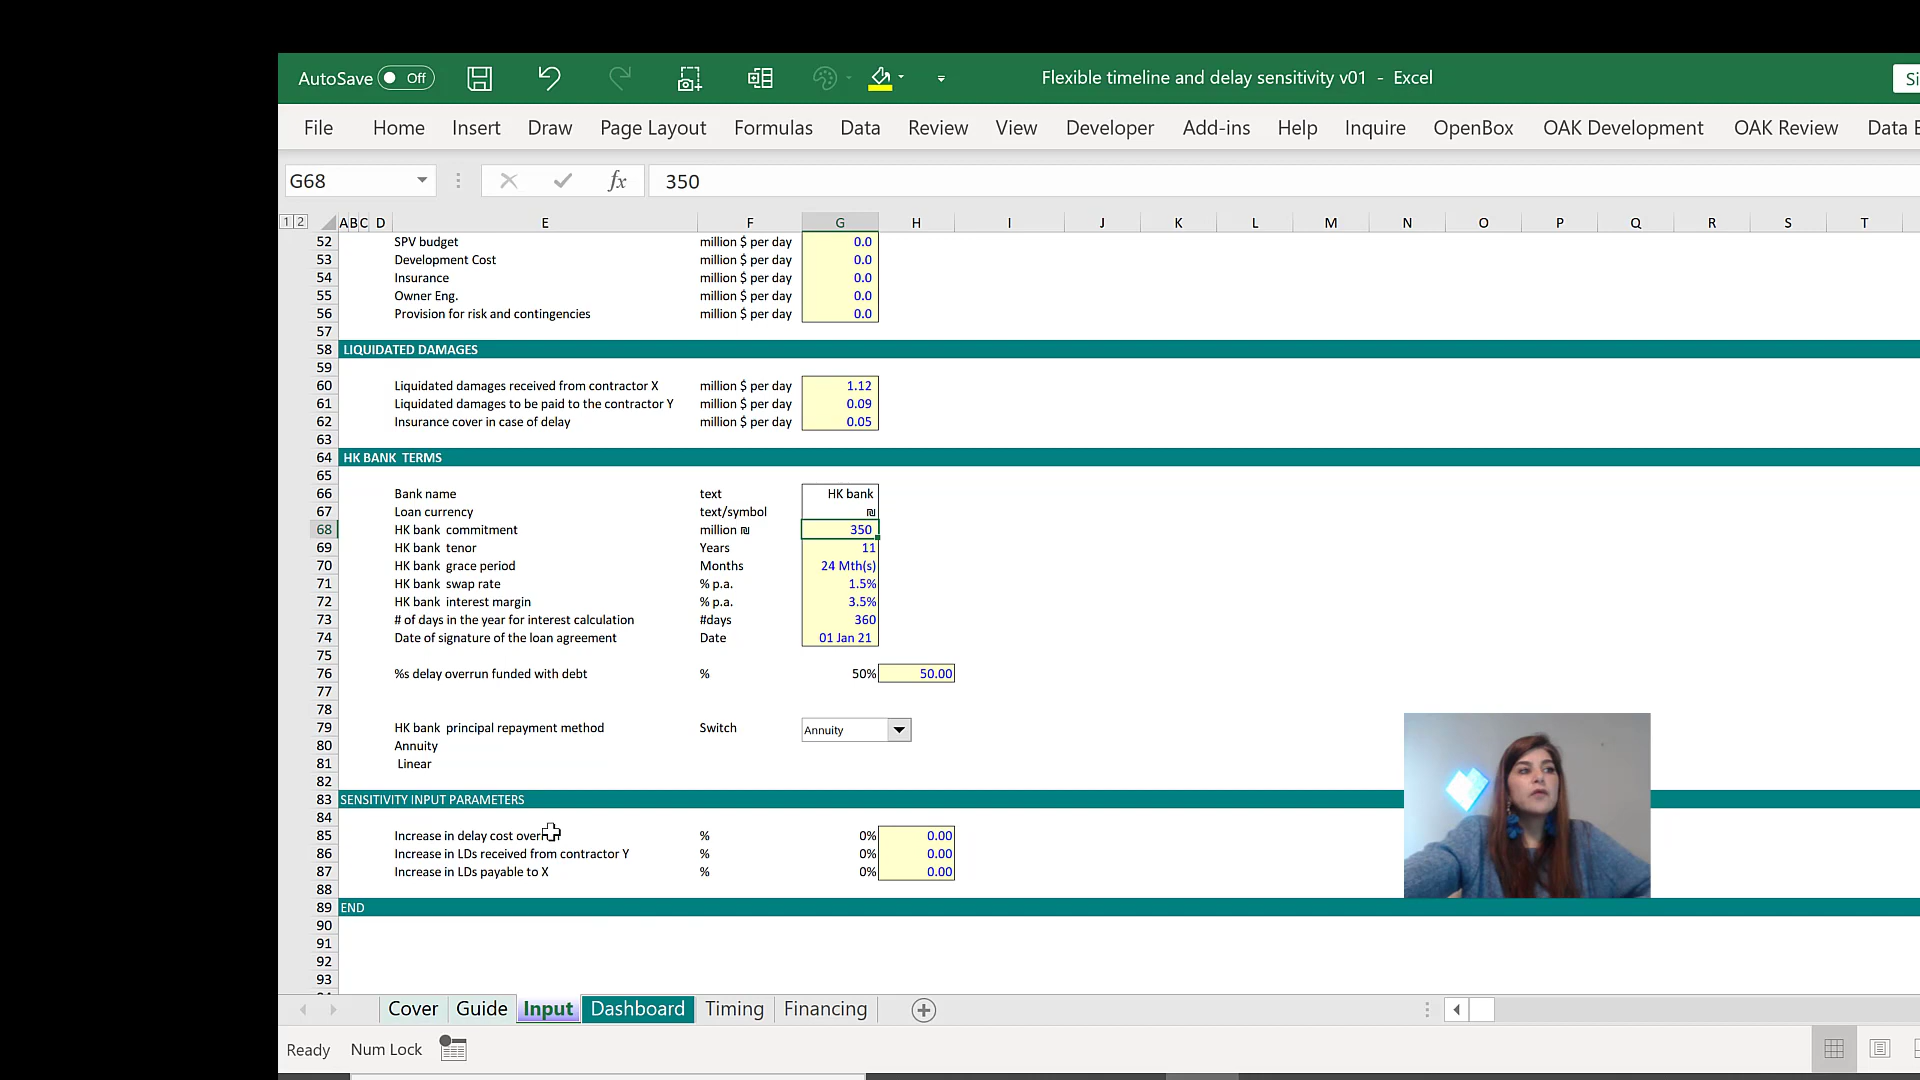 AutoSave Off Flexible timeline and delay sensitivity v01 - Excel Si
File Home Insert Draw Page Layout Formulas Data Review View Developer Add-ins Help Inquire OpenBox OAK Development OAK Review Data E
G68 fx 350
1 2 A B C D E F G H I J K L M N O P Q R S T
52 SPV budget million $ per day 0.0
53 Development Cost million $ per day 0.0
54 Insurance million $ per day 0.0
55 Owner Eng. million $ per day 0.0
56 Provision for risk and contingencies million $ per day 0.0
57
58 LIQUIDATED DAMAGES
59
60 Liquidated damages received from contractor X million $ per day 1.12
61 Liquidated damages to be paid to the contractor Y million $ per day 0.09
62 Insurance cover in case of delay million $ per day 0.05
63
64 HK BANK TERMS
65
66 Bank name text HK bank
67 Loan currency text/symbol ₪
68 HK bank commitment million ₪ 350
69 HK bank tenor Years 11
70 HK bank grace period Months 24 Mth(s)
71 HK bank swap rate % p.a. 1.5%
72 HK bank interest margin % p.a. 3.5%
73 # of days in the year for interest calculation #days 360
74 Date of signature of the loan agreement Date 01 Jan 21
75
76 %s delay overrun funded with debt % 50% 50.00
77
78
79 HK bank principal repayment method Switch Annuity
80 Annuity
81 Linear
82
83 SENSITIVITY INPUT PARAMETERS
84
85 Increase in delay cost over % 0% 0.00
86 Increase in LDs received from contractor Y % 0% 0.00
87 Increase in LDs payable to X % 0% 0.00
88
89 END
90
91
92
93
Cover Guide Input Dashboard Timing Financing
Ready Num Lock